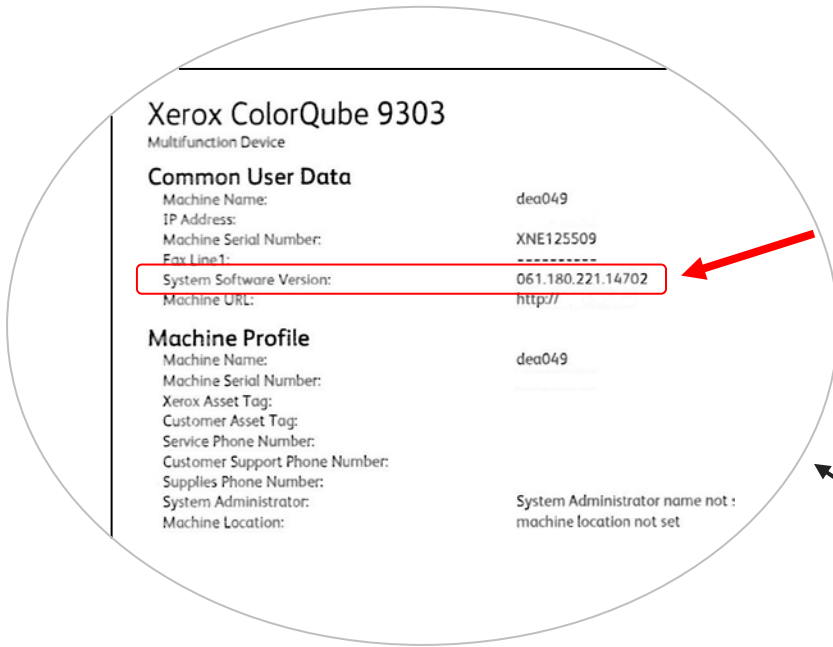 Xerox ColorQube 9303
Multifunction Device
Common User Data
Machine Name: dea049
IP Address:
Machine Serial Number: XNE125509
Fax Line1: ----------
System Software Version: 061.180.221.14702
Machine URL: http://
Machine Profile
Machine Name: dea049
Machine Serial Number:
Xerox Asset Tag:
Customer Asset Tag:
Service Phone Number:
Customer Support Phone Number:
Supplies Phone Number:
System Administrator: System Administrator name not
Machine Location: machine location not set